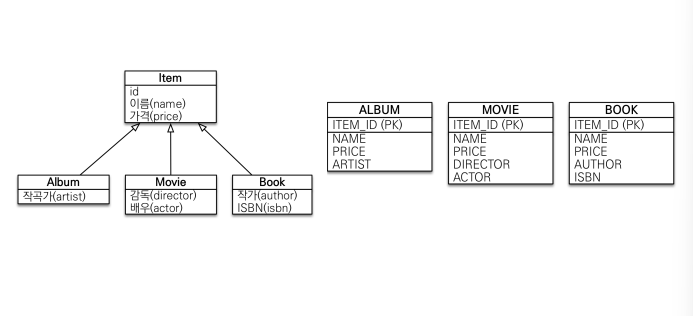 Item
id
이름(name)
가격(price)
Album
작곡가(artist)
Movie
감독(director)
배우(actor)
Book
작가(author)
ISBN(isbn)
ALBUM
ITEM_ID (PK)
NAME
PRICE
ARTIST
MOVIE
ITEM_ID (PK)
NAME
PRICE
DIRECTOR
ACTOR
BOOK
ITEM_ID (PK)
NAME
PRICE
AUTHOR
ISBN